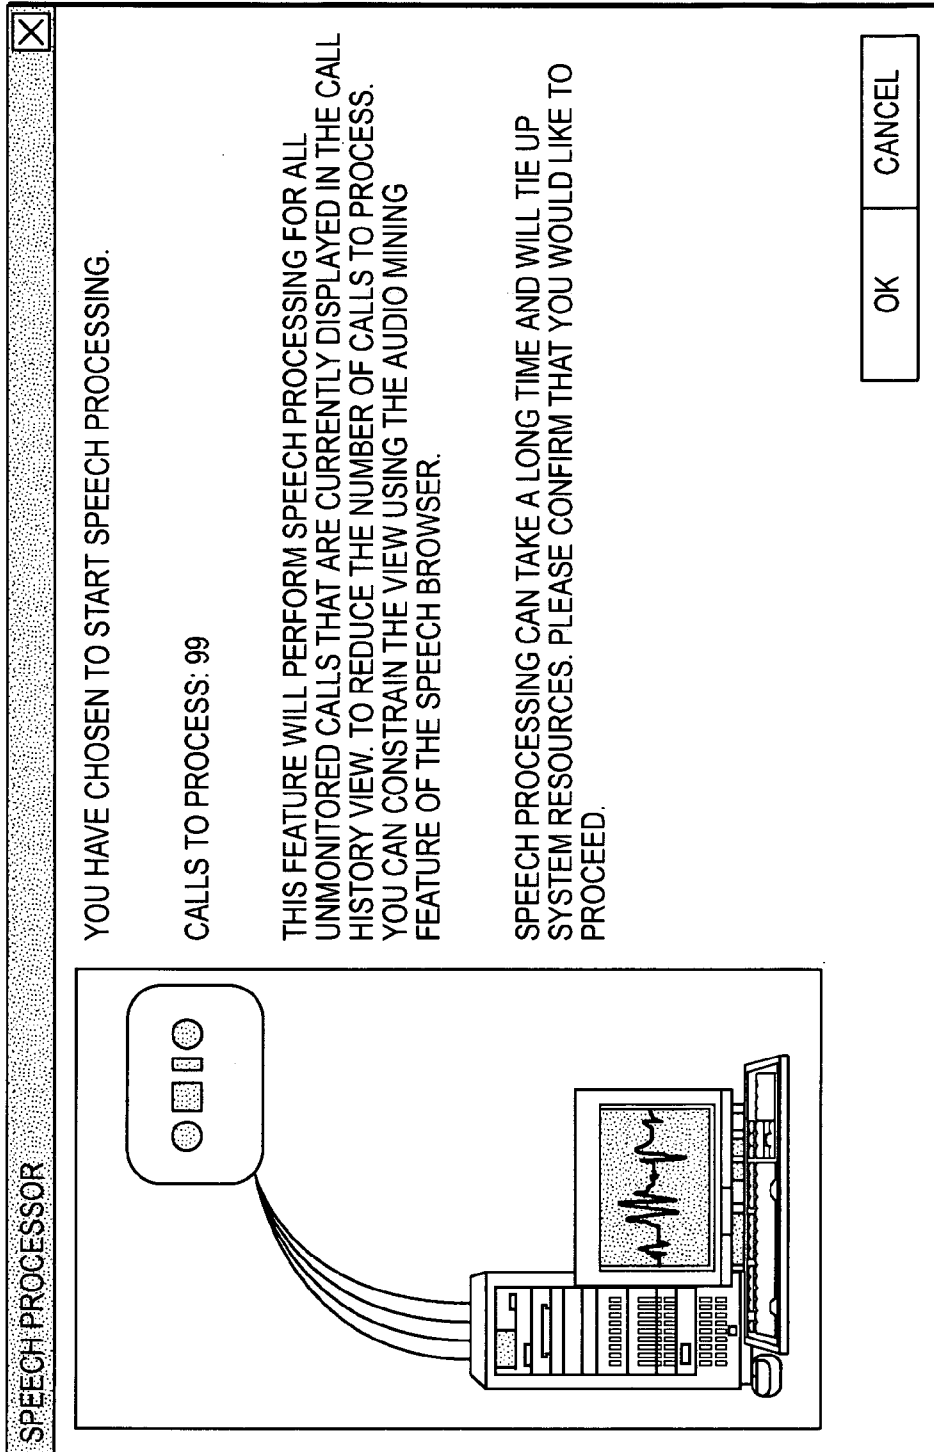 SPEECH PROCESSOR
YOU HAVE CHOSEN TO START SPEECH PROCESSING.
CALLS TO PROCESS: 99
THIS FEATURE WILL PERFORM SPEECH PROCESSING FOR ALL
UNMONITORED CALLS THAT ARE CURRENTLY DISPLAYED IN THE CALL
HISTORY VIEW. TO REDUCE THE NUMBER OF CALLS TO PROCESS.
YOU CAN CONSTRAIN THE VIEW USING THE AUDIO MINING
FEATURE OF THE SPEECH BROWSER.
SPEECH PROCESSING CAN TAKE A LONG TIME AND WILL TIE UP
SYSTEM RESOURCES. PLEASE CONFIRM THAT YOU WOULD LIKE TO
PROCEED.
OK
CANCEL